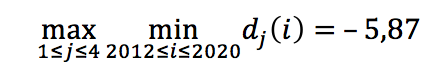 max min d_j(i) = – 5,87
1≤j≤4 2012≤i≤2020